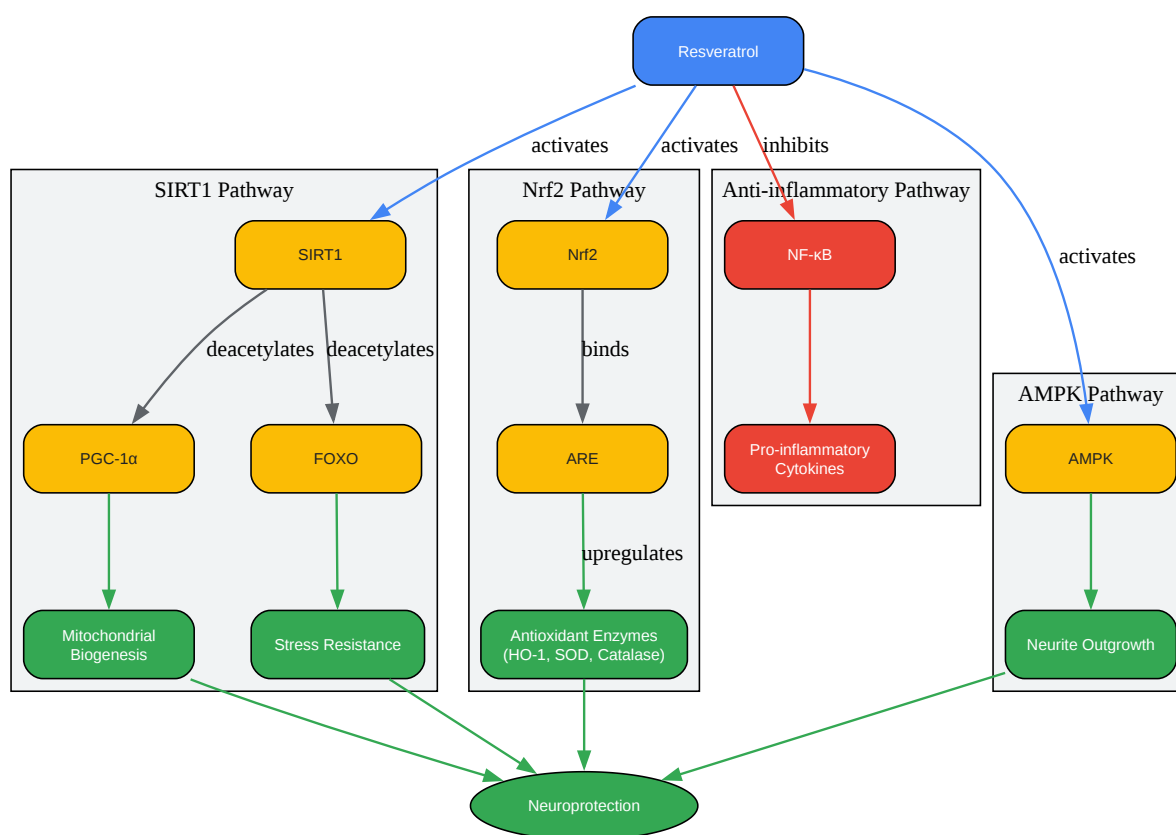 Resveratrol
activates
activates
inhibits
SIRT1 Pathway
Nrf2 Pathway
Anti-inflammatory Pathway
SIRT1
Nrf2
NF-κB
activates
deacetylates
deacetylates
binds
AMPK Pathway
PGC-1α
FOXO
ARE
Pro-inflammatory
Cytokines
AMPK
upregulates
Mitochondrial
Biogenesis
Stress Resistance
Antioxidant Enzymes
(HO-1, SOD, Catalase)
Neurite Outgrowth
Neuroprotection